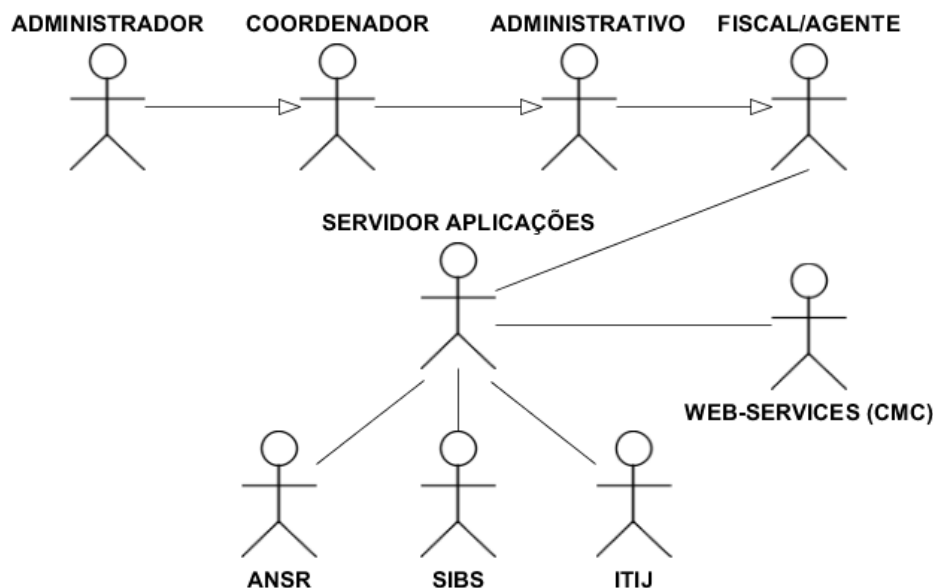 ADMINISTRADOR
COORDENADOR
ADMINISTRATIVO
FISCAL/AGENTE
SERVIDOR APLICAÇÕES
WEB-SERVICES (CMC)
ANSR
SIBS
ITIJ